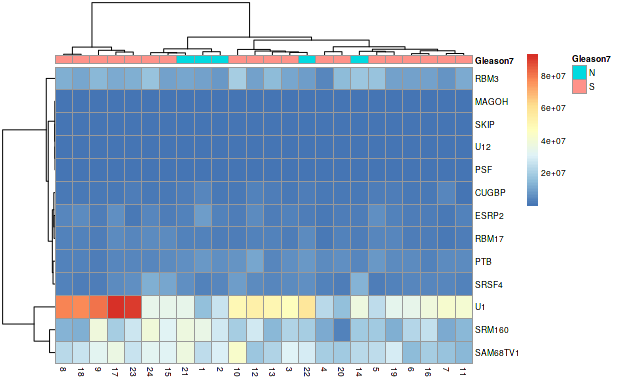 Gleason7
RBM3
MAGOH
SKIP
U12
PSF
CUGBP
ESRP2
RBM17
PTB
SRSF4
U1
SRM160
SAM68TV1
8 18 9 17 23 24 15 21 1 2 10 12 13 3 22 4 20 14 5 19 6 16 7 11
8e+07
6e+07
4e+07
2e+07
Gleason7
N
S